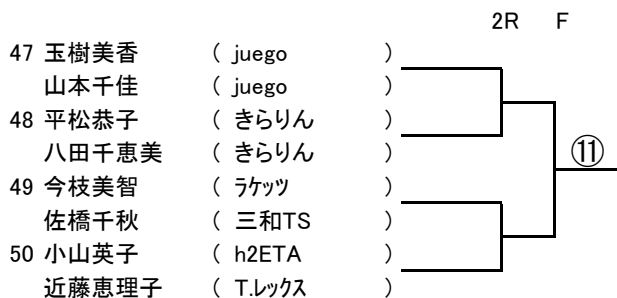 2R F
47 玉樹美香 ( juego )
山本千佳 ( juego )
48 平松恭子 ( きらりん )
八田千恵美 ( きらりん )
⑪
49 今枝美智 ( ラケッツ )
佐橋千秋 ( 三和TS )
50 小山英子 ( h2ETA )
近藤恵理子 ( T.レックス )